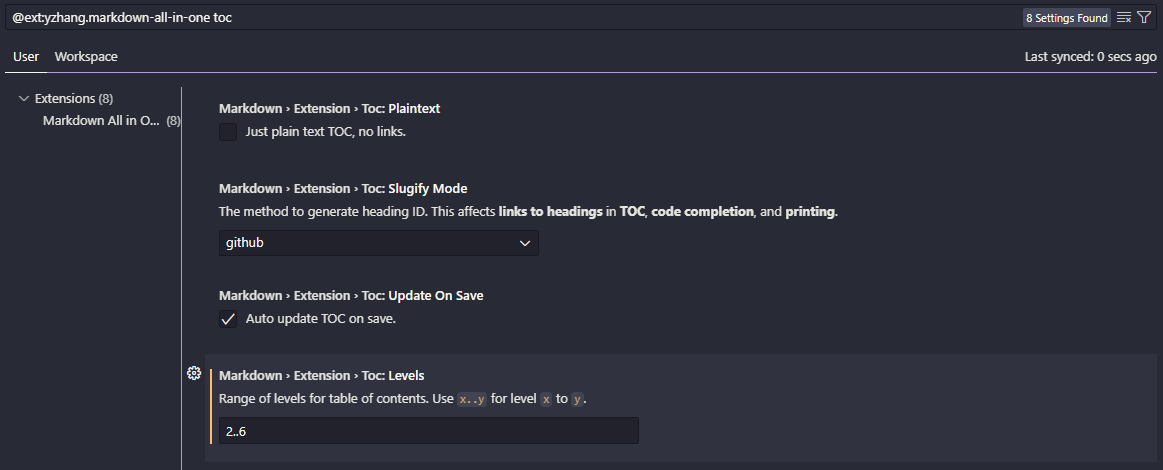 @ext:yzhang.markdown-all-in-one toc
8 Settings Found
User Workspace Last synced: 0 secs ago
Extensions (8)
Markdown All in O... (8)
Markdown › Extension › Toc: Plaintext
Just plain text TOC, no links.
Markdown › Extension › Toc: Slugify Mode
The method to generate heading ID. This affects links to headings in TOC, code completion, and printing.
github
Markdown › Extension › Toc: Update On Save
Auto update TOC on save.
Markdown › Extension › Toc: Levels
Range of levels for table of contents. Use x..y for level x to y.
2..6